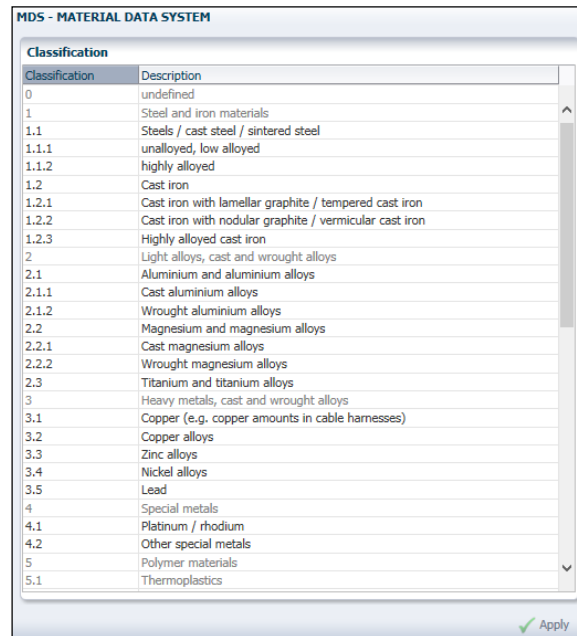 MDS - MATERIAL DATA SYSTEM
Classification
Classification Description
0 undefined
1 Steel and iron materials
1.1 Steels / cast steel / sintered steel
1.1.1 unalloyed, low alloyed
1.1.2 highly alloyed
1.2 Cast iron
1.2.1 Cast iron with lamellar graphite / tempered cast iron
1.2.2 Cast iron with nodular graphite / vermicular cast iron
1.2.3 Highly alloyed cast iron
2 Light alloys, cast and wrought alloys
2.1 Aluminium and aluminium alloys
2.1.1 Cast aluminium alloys
2.1.2 Wrought aluminium alloys
2.2 Magnesium and magnesium alloys
2.2.1 Cast magnesium alloys
2.2.2 Wrought magnesium alloys
2.3 Titanium and titanium alloys
3 Heavy metals, cast and wrought alloys
3.1 Copper (e.g. copper amounts in cable harnesses)
3.2 Copper alloys
3.3 Zinc alloys
3.4 Nickel alloys
3.5 Lead
4 Special metals
4.1 Platinum / rhodium
4.2 Other special metals
5 Polymer materials
5.1 Thermoplastics
Apply